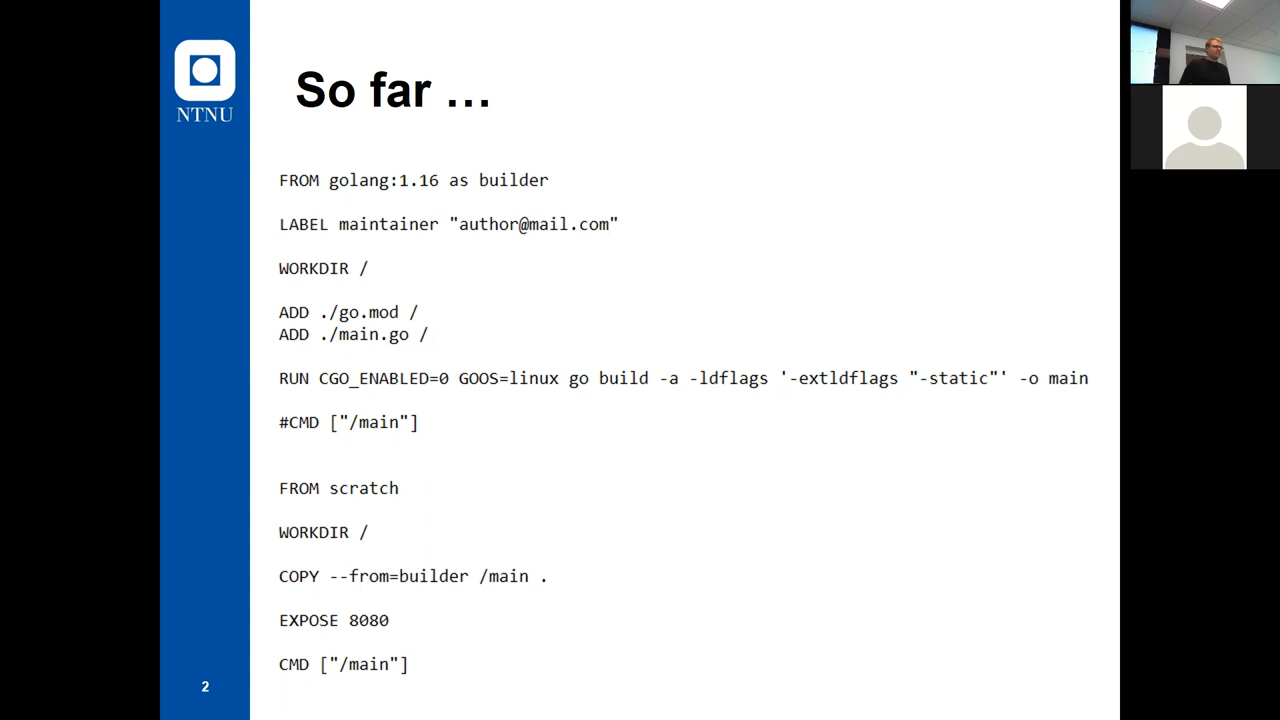 NTNU
So far …
FROM golang:1.16 as builder
LABEL maintainer "author@mail.com"
WORKDIR /
ADD ./go.mod /
ADD ./main.go /
RUN CGO_ENABLED=0 GOOS=linux go build -a -ldflags '-extldflags "-static"' -o main
#CMD ["/main"]
FROM scratch
WORKDIR /
COPY --from=builder /main .
EXPOSE 8080
CMD ["/main"]
2